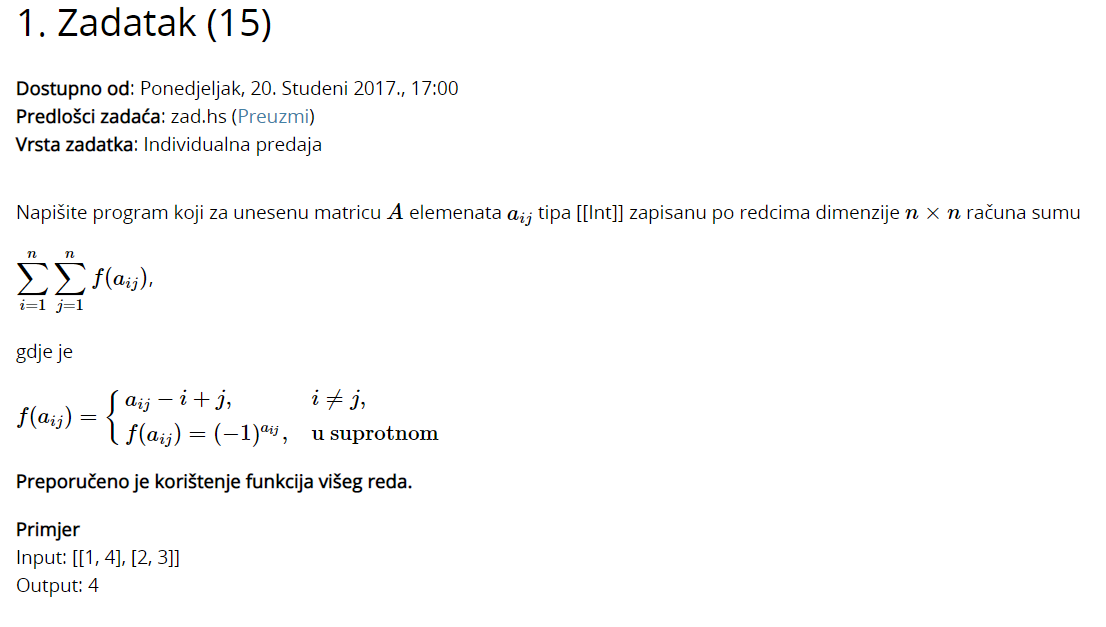 1. Zadatak (15)
Dostupno od: Ponedjeljak, 20. Studeni 2017., 17:00
Predlošci zadaća: zad.hs (Preuzmi)
Vrsta zadatka: Individualna predaja
Napišite program koji za unesenu matricu $A$ elemenata $a_{ij}$ tipa [[Int]] zapisanu po redcima dimenzije $n \times n$ računa sumu
$\sum_{i=1}^{n} \sum_{j=1}^{n} f(a_{ij}),$
gdje je
$f(a_{ij}) = \begin{cases} a_{ij} - i + j, & i \neq j, \\ f(a_{ij}) = (-1)^{a_{ij}}, & \text{u suprotnom} \end{cases}$
Preporučeno je korištenje funkcija višeg reda.
Primjer
Input: [[1, 4], [2, 3]]
Output: 4